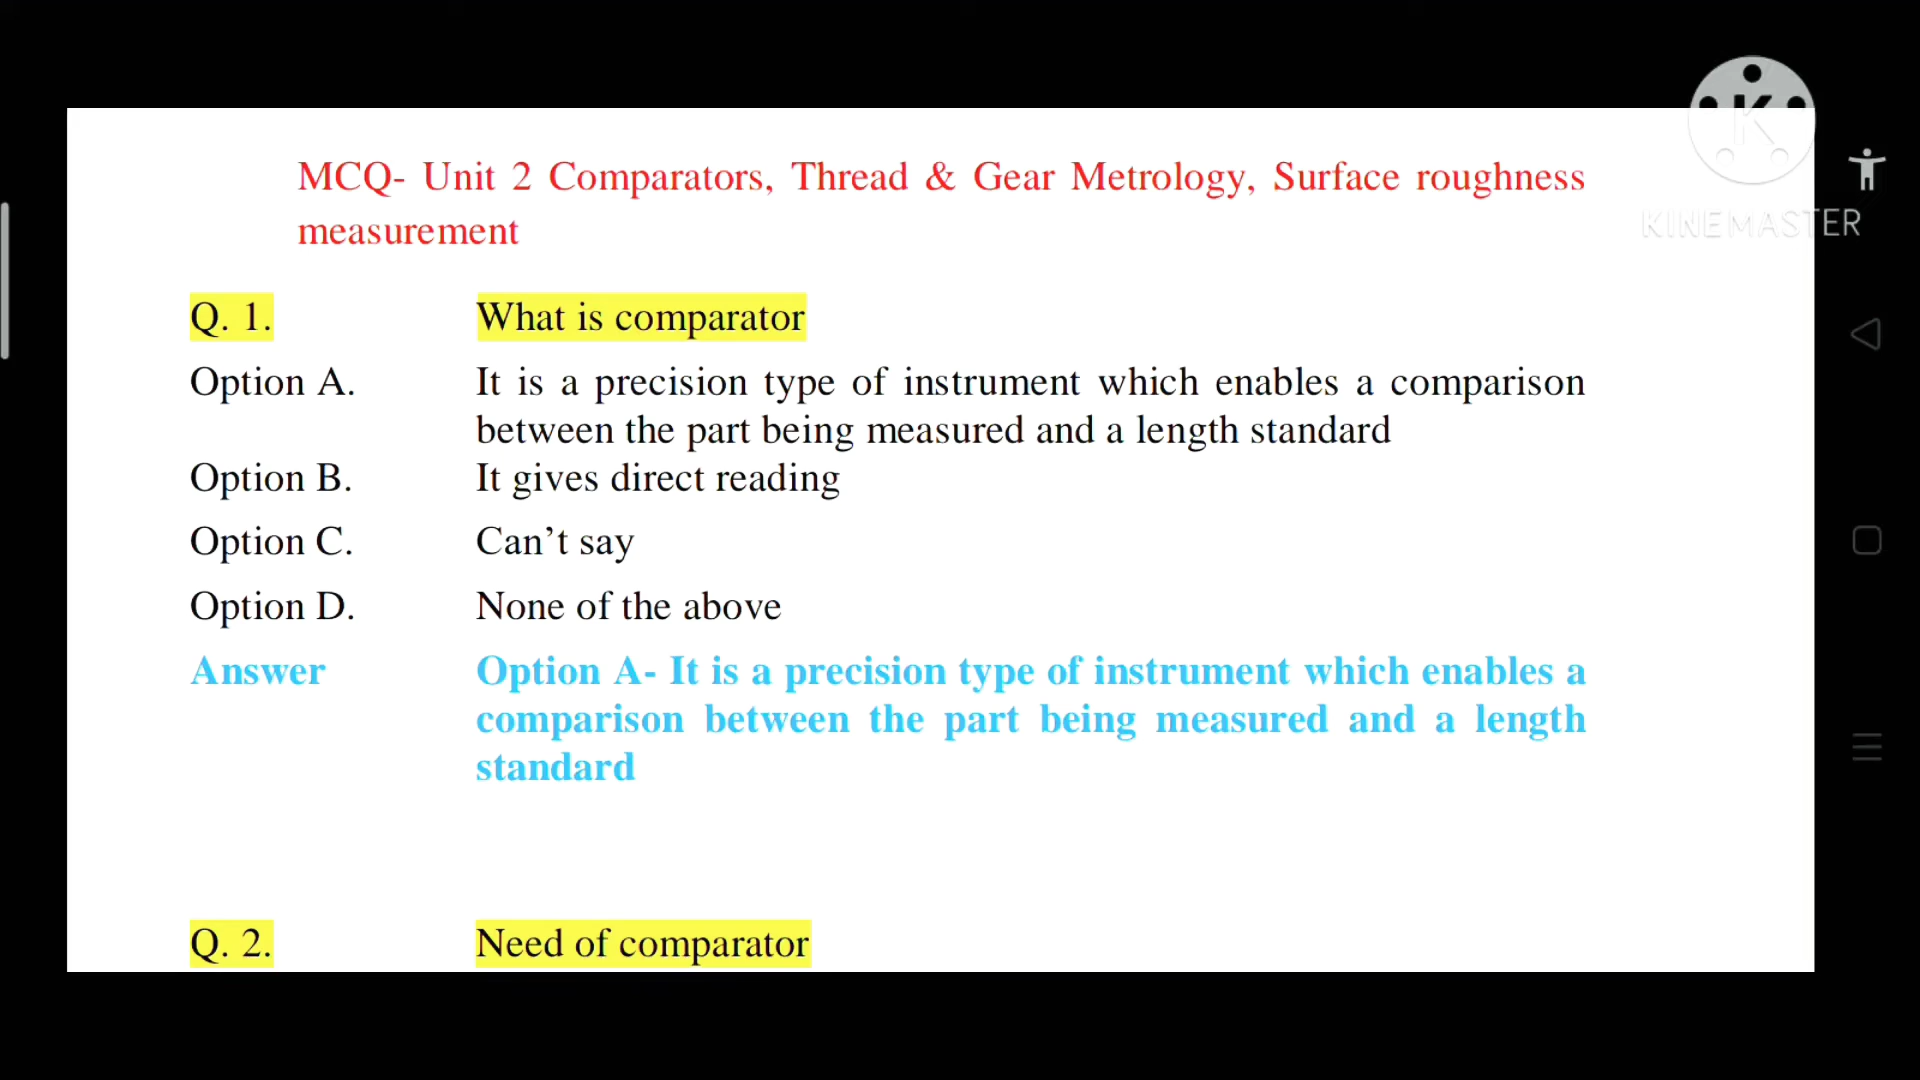 MCQ- Unit 2 Comparators, Thread & Gear Metrology, Surface roughness
measurement
KINEMASTER
Q. 1. What is comparator
Option A. It is a precision type of instrument which enables a comparison
between the part being measured and a length standard
Option B. It gives direct reading
Option C. Can’t say
Option D. None of the above
Answer Option A- It is a precision type of instrument which enables a
comparison between the part being measured and a length
standard
Q. 2. Need of comparator